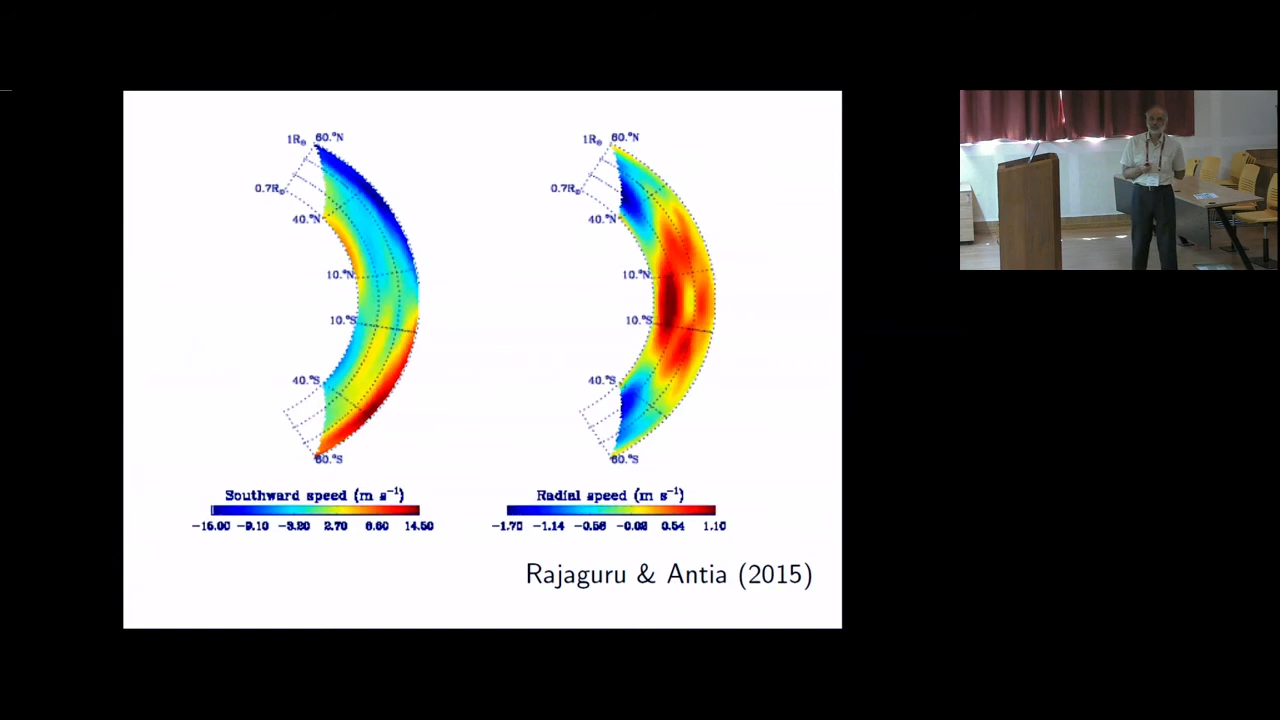 1R⊙ 60.°N
0.7R⊙
40.°N
10.°N
10.°S
40.°S
60.°S
Southward speed (m s⁻¹)
−15.00 −9.10 −3.20 2.70 8.60 14.50
1R⊙ 60.°N
0.7R⊙
40.°N
10.°N
10.°S
40.°S
60.°S
Radial speed (m s⁻¹)
−1.70 −1.14 −0.58 −0.02 0.54 1.10
Rajaguru & Antia (2015)